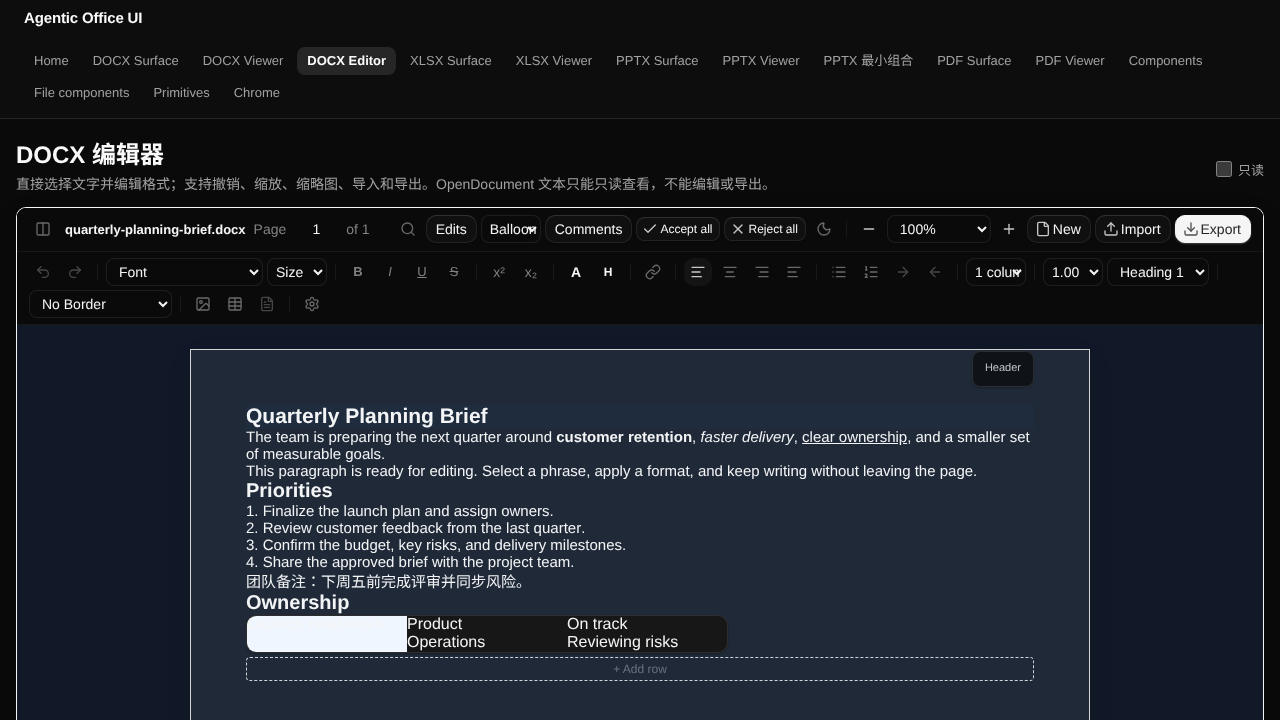 Agentic Office UI
Home DOCX Surface DOCX Viewer DOCX Editor XLSX Surface XLSX Viewer PPTX Surface PPTX Viewer PPTX 最小组合 PDF Surface PDF Viewer Components
File components Primitives Chrome
DOCX 编辑器
直接选择文字并编辑格式；支持撤销、缩放、缩略图、导入和导出。OpenDocument 文本只能只读查看，不能编辑或导出。
只读
quarterly-planning-brief.docx Page 1 of 1 Edits Balloon Comments Accept all Reject all 100% New Import Export
Font Size B I U S x² x₂ A H 1 colum 1.00 Heading 1
No Border
Header
Quarterly Planning Brief
The team is preparing the next quarter around customer retention, faster delivery, clear ownership, and a smaller set
of measurable goals.
This paragraph is ready for editing. Select a phrase, apply a format, and keep writing without leaving the page.
Priorities
1. Finalize the launch plan and assign owners.
2. Review customer feedback from the last quarter.
3. Confirm the budget, key risks, and delivery milestones.
4. Share the approved brief with the project team.
团队备注：下周五前完成评审并同步风险。
Ownership
Product On track
Operations Reviewing risks
+ Add row